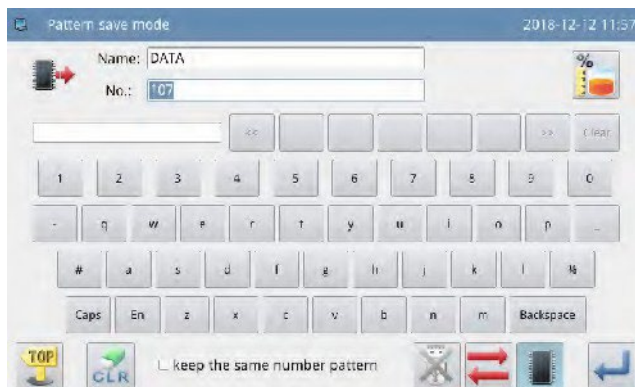 Pattern save mode 2018-12-12 11:57
Name: DATA
No.: 107
%
<< >> Clear
1 2 3 4 5 6 7 8 9 0
- q w e r t y u i o p _
# a s d f g h j k l
Caps En z x c v b n m Backspace
TOP CLR keep the same number pattern